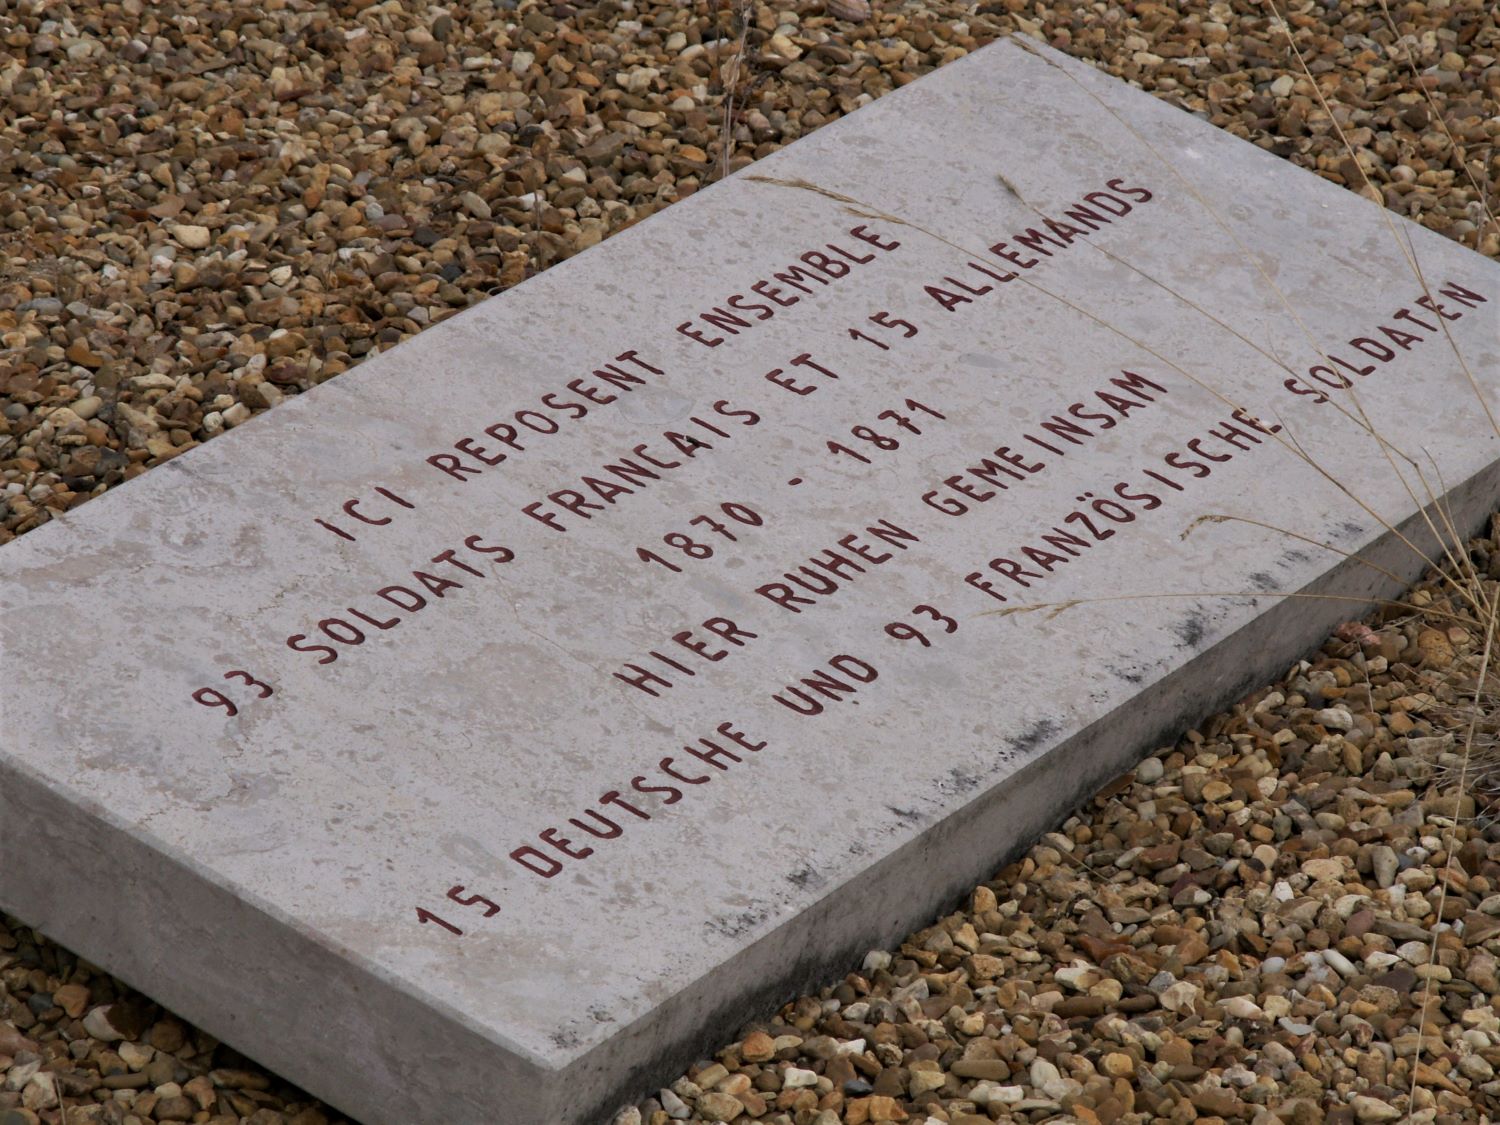 ICI REPOSENT ENSEMBLE
93 SOLDATS FRANCAIS ET 15 ALLEMANDS
1870 - 1871
HIER RUHEN GEMEINSAM
15 DEUTSCHE UND 93 FRANZÖSISCHE SOLDATEN